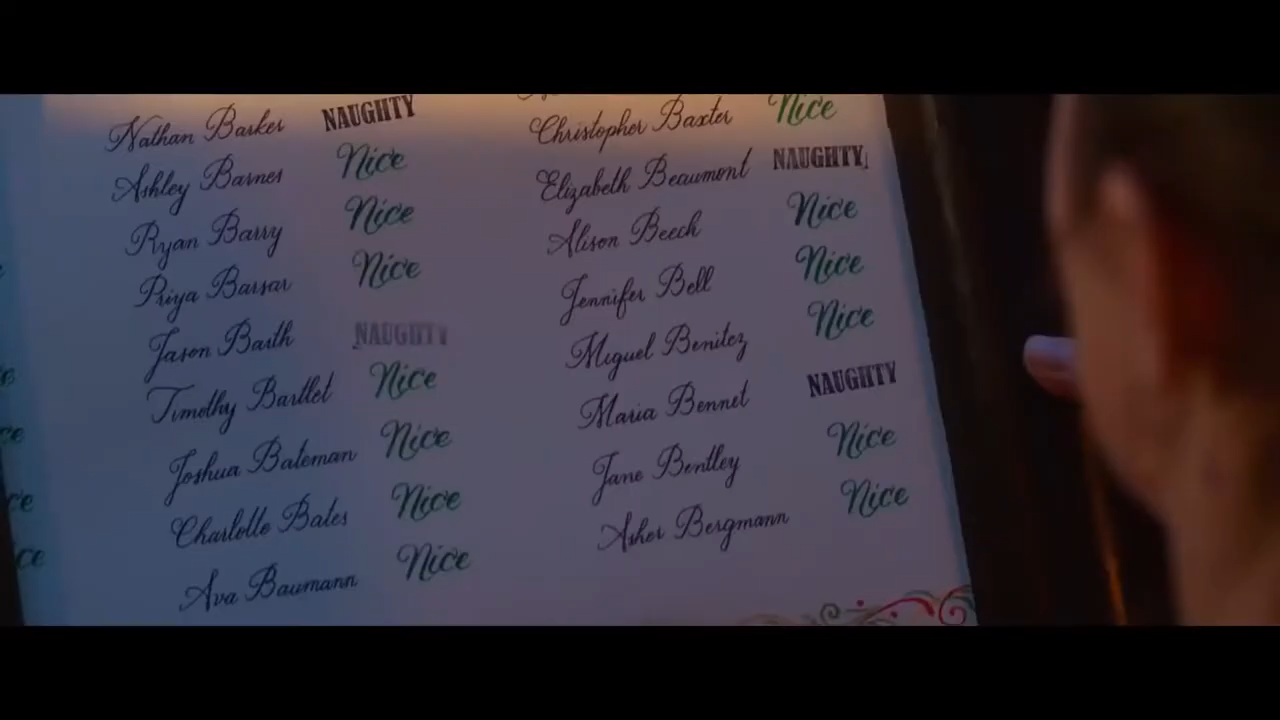 Nathan Barker NAUGHTY
Ashley Barnes Nice
Ryan Barry Nice
Priya Barsar Nice
Jason Barth NAUGHTY
Timothy Bartlet Nice
Joshua Bateman Nice
Charlotte Bates Nice
Ava Baumann Nice
Christopher Baxter Nice
Elizabeth Beaumont NAUGHTY
Alison Beech Nice
Jennifer Bell Nice
Miguel Benitez Nice
Maria Bennet NAUGHTY
Jane Bentley Nice
Asher Bergmann Nice